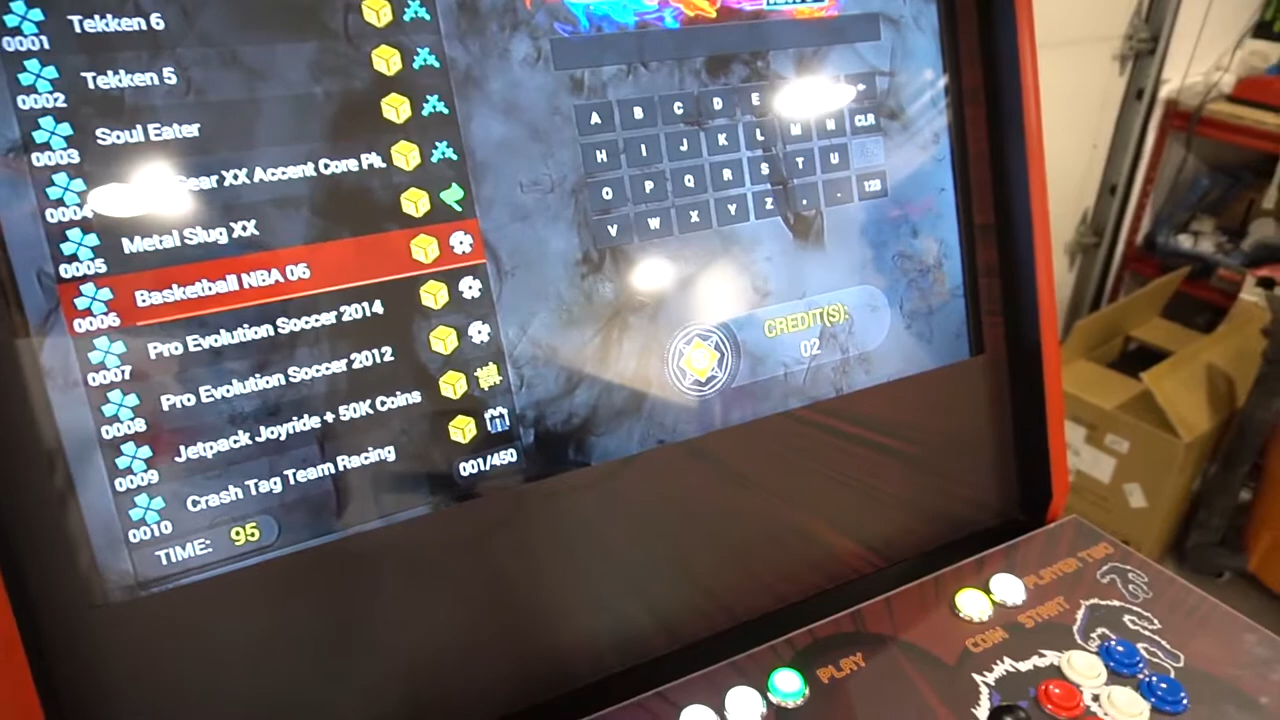 0001 Tekken 6
0002 Tekken 5
0003 Soul Eater
0004 Gear XX Accent Core PL
0005 Metal Slug XX
0006 Basketball NBA 06
0007 Pro Evolution Soccer 2014
0008 Pro Evolution Soccer 2012
0009 Jetpack Joyride + 50K Coins
0010 Crash Tag Team Racing
001/450
TIME: 95
A B C D E
H I J K L M N CLR
O P Q R S T U ABC
V W X Y Z , . 123
CREDIT(S):
02
PLAYER TWO
COIN START
PLAY